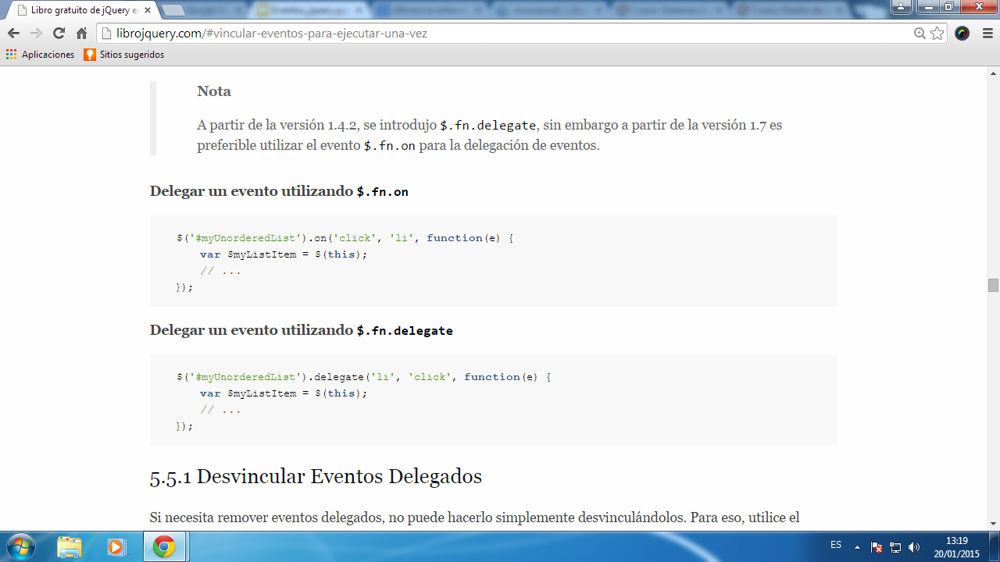 Libro gratuito de jQuery e
librojquery.com/#vincular-eventos-para-ejecutar-una-vez
Aplicaciones Sitios sugeridos
Nota
A partir de la versión 1.4.2, se introdujo $.fn.delegate, sin embargo a partir de la versión 1.7 es
preferible utilizar el evento $.fn.on para la delegación de eventos.
Delegar un evento utilizando $.fn.on
$('#myUnorderedList').on('click', 'li', function(e) {
var $myListItem = $(this);
// ...
});
Delegar un evento utilizando $.fn.delegate
$('#myUnorderedList').delegate('li', 'click', function(e) {
var $myListItem = $(this);
// ...
});
5.5.1 Desvincular Eventos Delegados
Si necesita remover eventos delegados, no puede hacerlo simplemente desvinculándolos. Para eso, utilice el
ES
13:19
20/01/2015